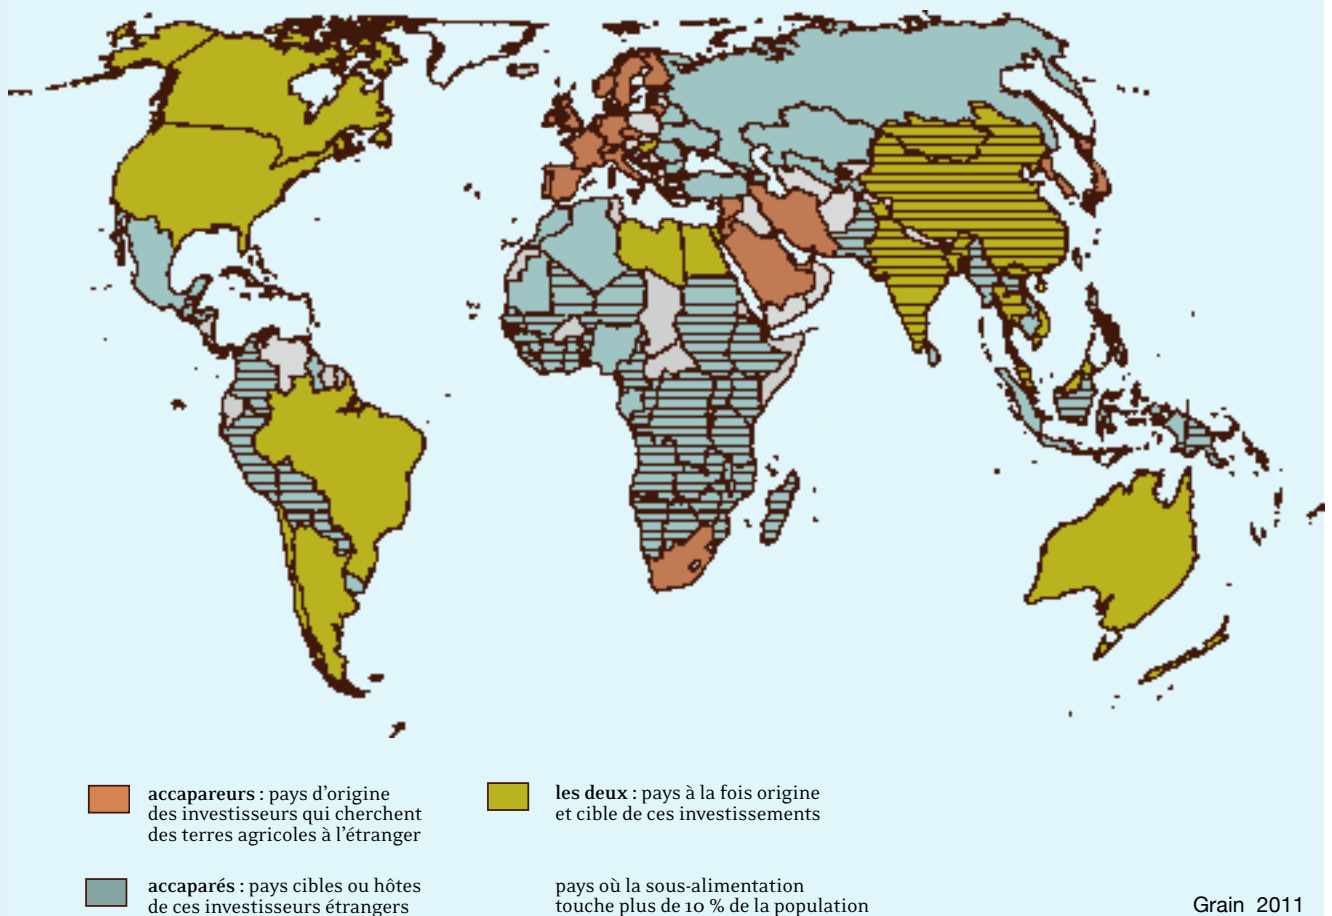 accapareurs : pays d'origine
des investisseurs qui cherchent
des terres agricoles à l'étranger
les deux : pays à la fois origine
et cible de ces investissements
accaparés : pays cibles ou hôtes
de ces investisseurs étrangers
pays où la sous-alimentation
touche plus de 10 % de la population
Grain 2011